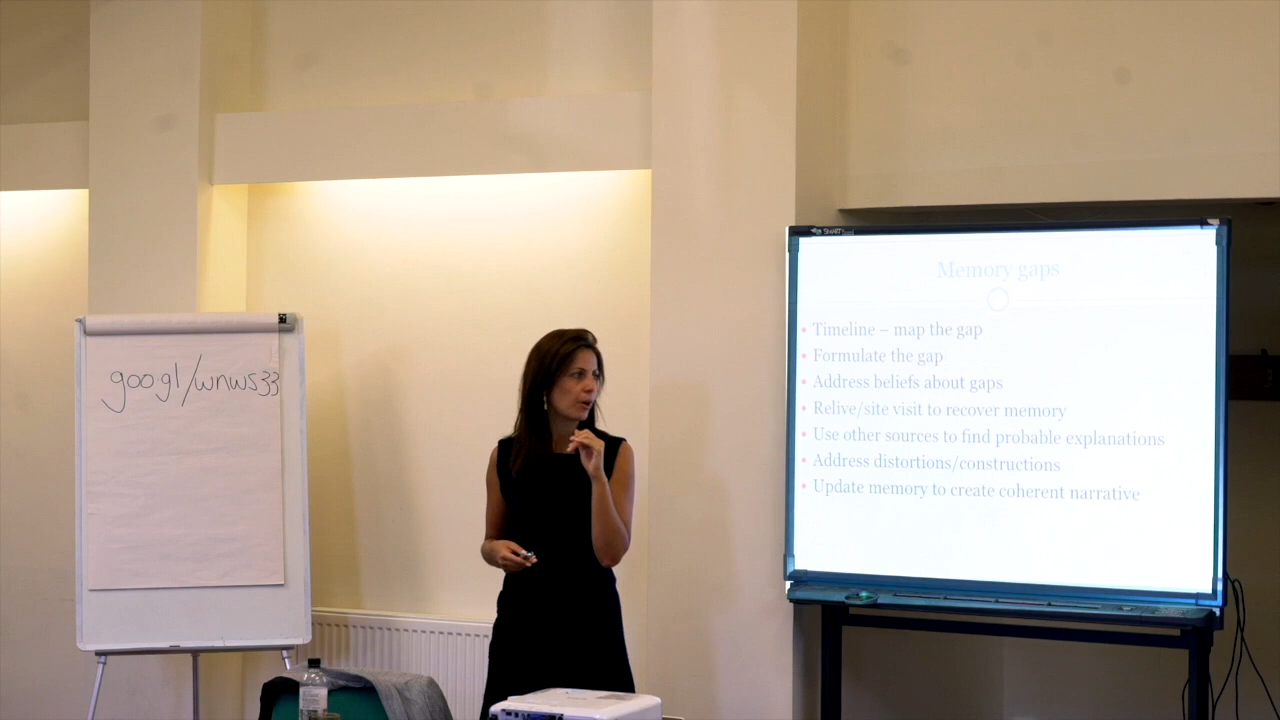 goo gl/wnws33
SMART
Memory gaps
• Timeline – map the gap
• Formulate the gap
• Address beliefs about gaps
• Relive/site visit to recover memory
• Use other sources to find probable explanations
• Address distortions/constructions
• Update memory to create coherent narrative